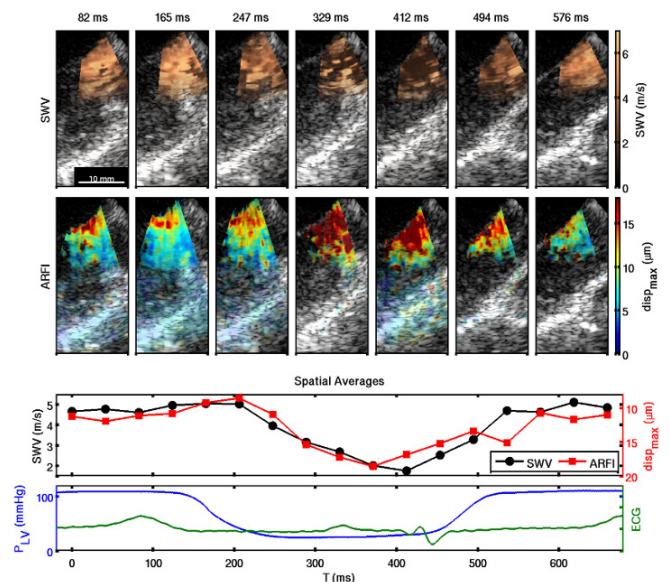 82 ms 165 ms 247 ms 329 ms 412 ms 494 ms 576 ms
SWV
10 mm
6
4
2
0
SWV (m/s)
ARFI
15
10
5
0
disp_max (µm)
Spatial Averages
SWV (m/s)
5
4
3
2
SWV ARFI
10
15
20
disp_max (µm)
P_LV (mmHg)
100
0
ECG
0 100 200 300 400 500 600
T (ms)